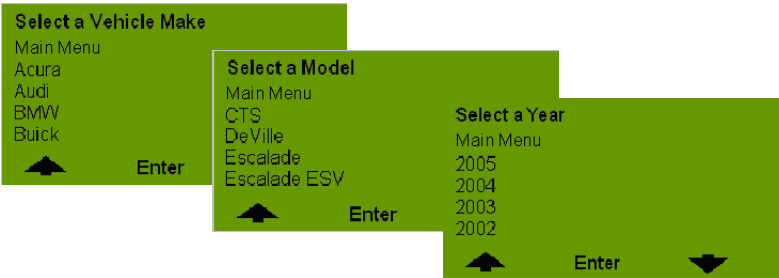 Select a Vehicle Make
Main Menu
Acura
Audi
BMW
Buick
Enter
Select a Model
Main Menu
CTS
DeVille
Escalade
Escalade ESV
Enter
Select a Year
Main Menu
2005
2004
2003
2002
Enter